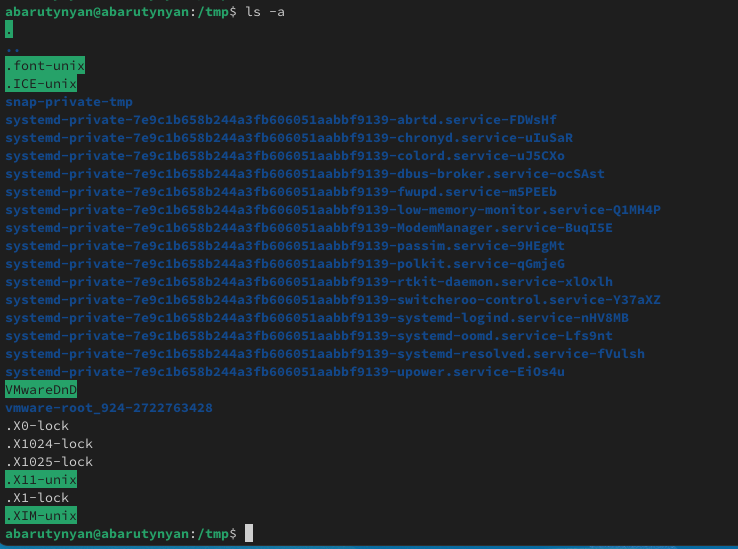 abarutynyan@abarutynyan:/tmp$ ls -a
.
..
.font-unix
.ICE-unix
snap-private-tmp
systemd-private-7e9c1b658b244a3fb606051aabbf9139-abrtd.service-FDWsHf
systemd-private-7e9c1b658b244a3fb606051aabbf9139-chronyd.service-uIuSaR
systemd-private-7e9c1b658b244a3fb606051aabbf9139-colord.service-uJ5CXo
systemd-private-7e9c1b658b244a3fb606051aabbf9139-dbus-broker.service-ocSAst
systemd-private-7e9c1b658b244a3fb606051aabbf9139-fwupd.service-m5PEEb
systemd-private-7e9c1b658b244a3fb606051aabbf9139-low-memory-monitor.service-Q1MH4P
systemd-private-7e9c1b658b244a3fb606051aabbf9139-ModemManager.service-BuqI5E
systemd-private-7e9c1b658b244a3fb606051aabbf9139-passim.service-9HEgMt
systemd-private-7e9c1b658b244a3fb606051aabbf9139-polkit.service-qGmjeG
systemd-private-7e9c1b658b244a3fb606051aabbf9139-rtkit-daemon.service-xlOxlh
systemd-private-7e9c1b658b244a3fb606051aabbf9139-switcheroo-control.service-Y37aXZ
systemd-private-7e9c1b658b244a3fb606051aabbf9139-systemd-logind.service-nHV8MB
systemd-private-7e9c1b658b244a3fb606051aabbf9139-systemd-oomd.service-Lfs9nt
systemd-private-7e9c1b658b244a3fb606051aabbf9139-systemd-resolved.service-fVulsh
systemd-private-7e9c1b658b244a3fb606051aabbf9139-upower.service-EiOs4u
VMwareDnD
vmware-root_924-2722763428
.X0-lock
.X1024-lock
.X1025-lock
.X11-unix
.X1-lock
.XIM-unix
abarutynyan@abarutynyan:/tmp$